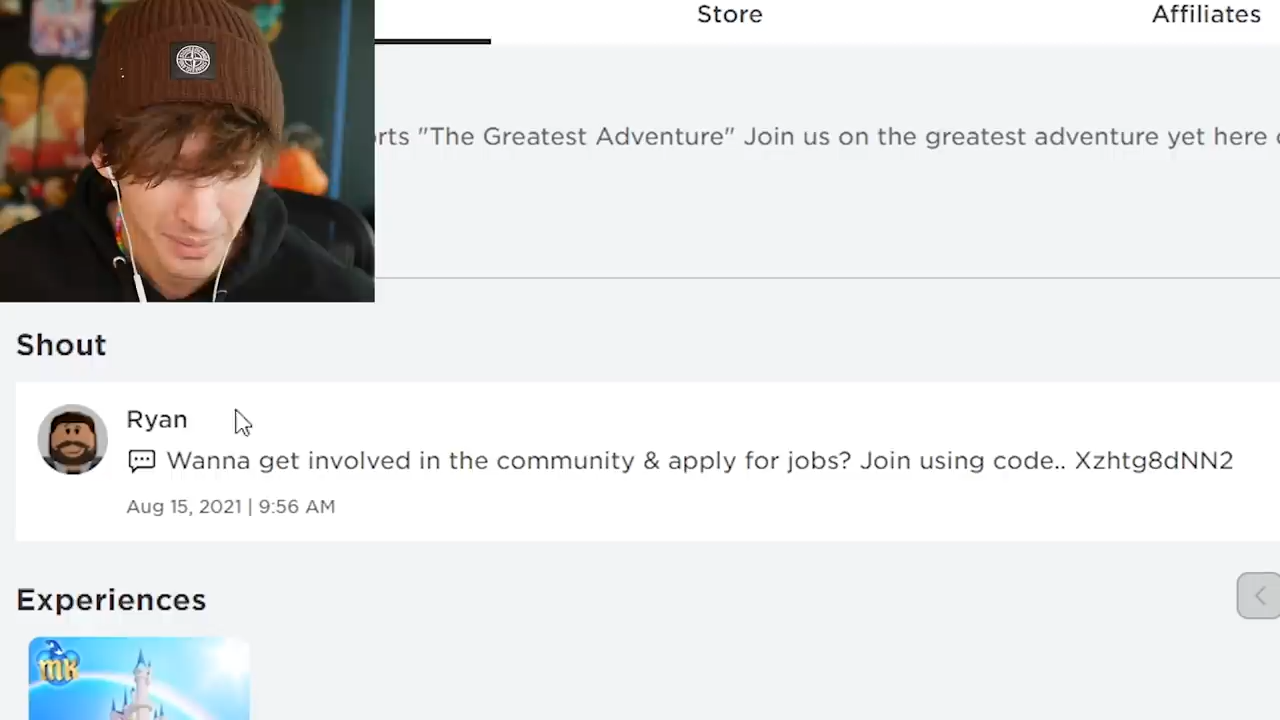 Store
Affiliates
"The Greatest Adventure" Join us on the greatest adventure yet here
Shout
Ryan
Wanna get involved in the community & apply for jobs? Join using code.. Xzhtg8dNN2
Aug 15, 2021 | 9:56 AM
Experiences
MK